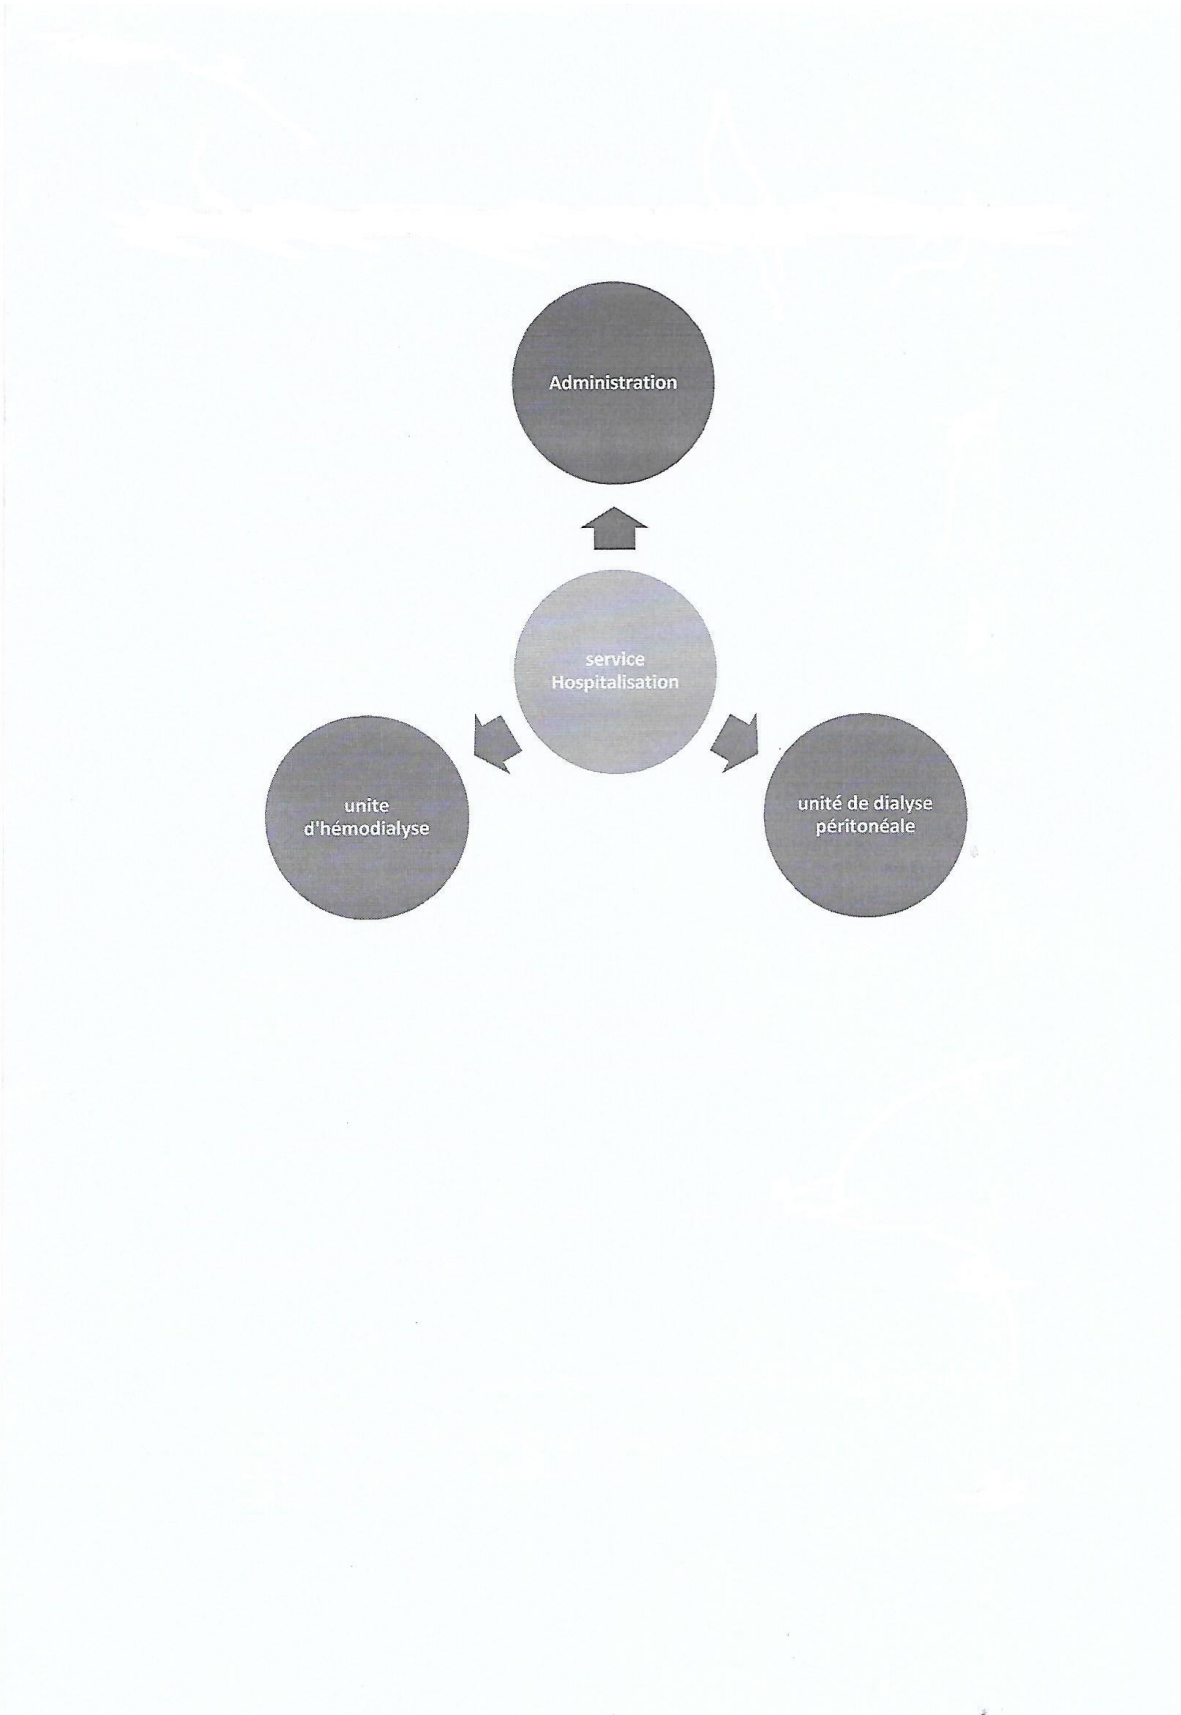 Administration
service
Hospitalisation
unite
d'hémodialyse
unité de dialyse
péritonéale